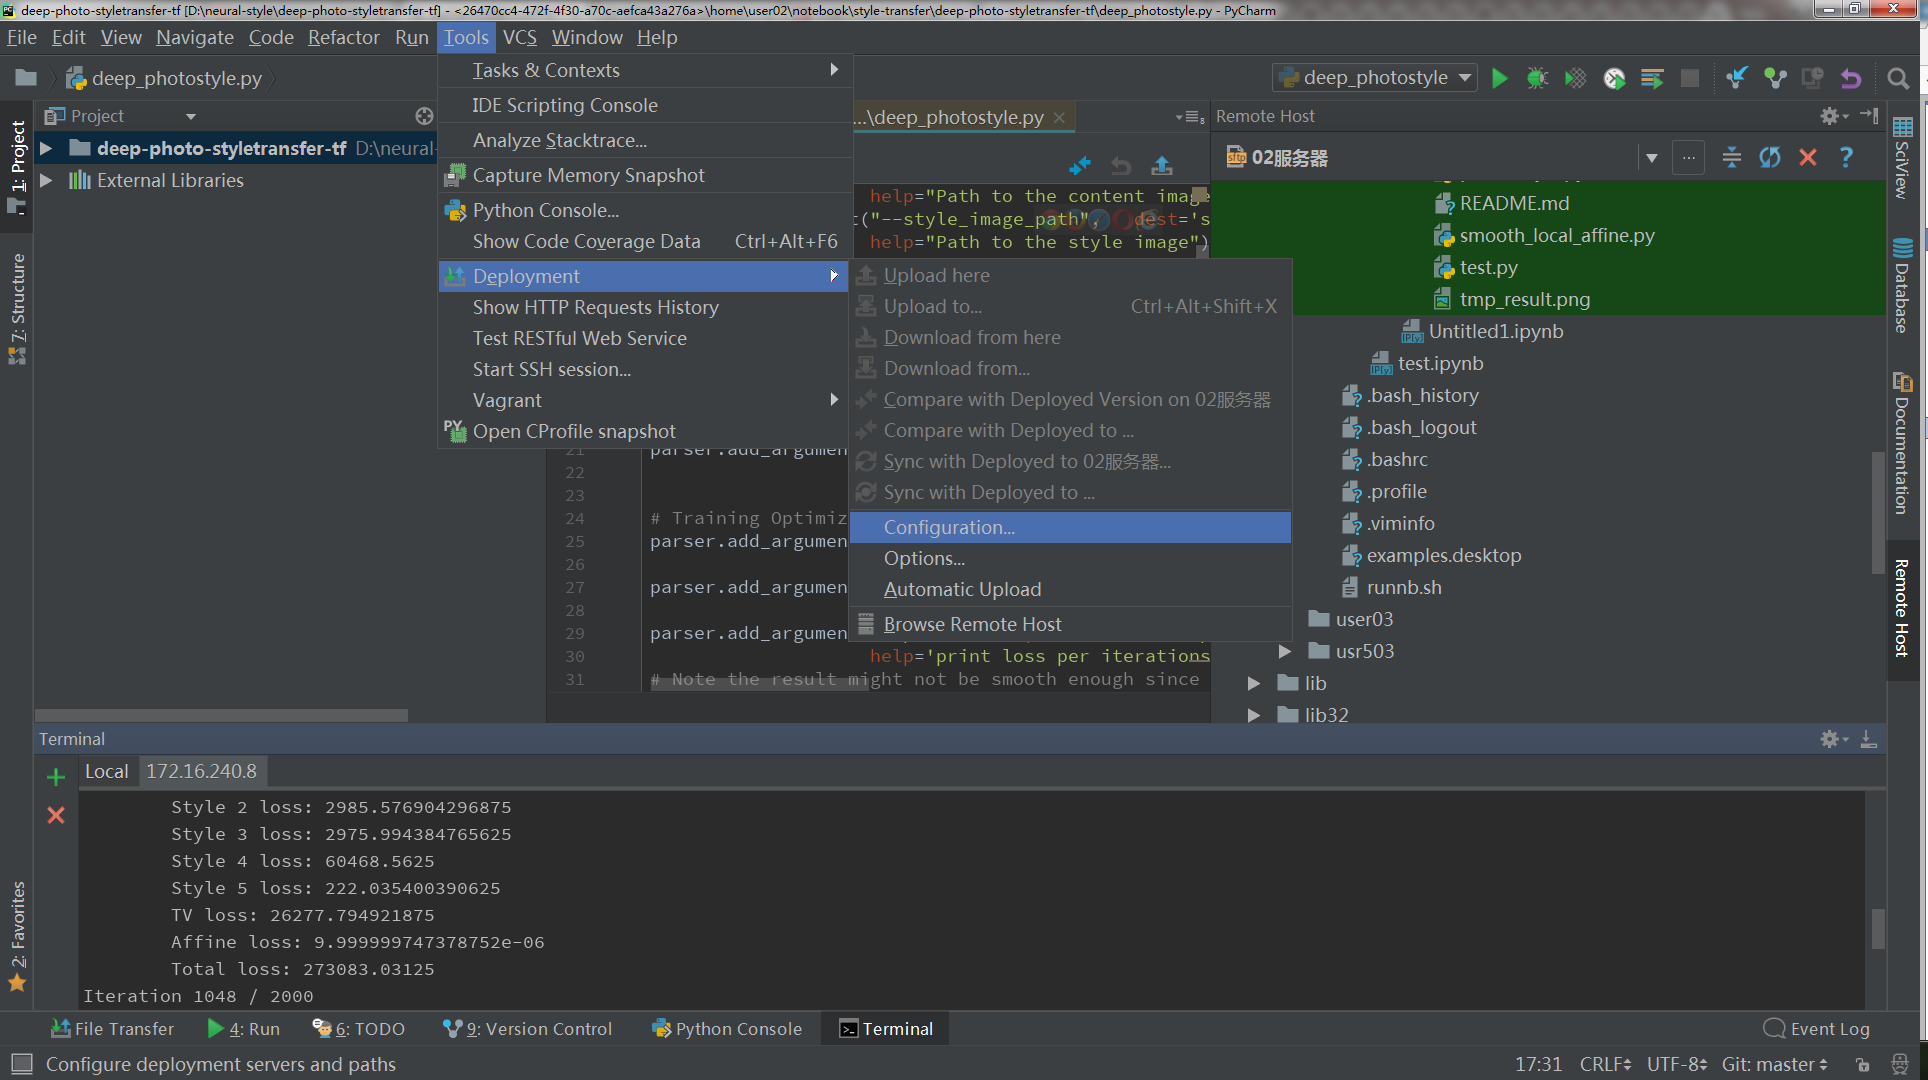 deep-photo-styletransfer-tf [D:\neural-style\deep-photo-styletransfer-tf] - <26470cc4-472f-4f30-a70c-aefca43a276a>\home\user02\notebook\style-transfer\deep-photo-styletransfer-tf\deep_photostyle.py - PyCharm
File Edit View Navigate Code Refactor Run Tools VCS Window Help
deep_photostyle.py
deep_photostyle
Project
1: Project
7: Structure
2: Favorites
deep-photo-styletransfer-tf D:\neural-
External Libraries
Tasks & Contexts
IDE Scripting Console
Analyze Stacktrace...
Capture Memory Snapshot
Python Console...
Show Code Coverage Data Ctrl+Alt+F6
Deployment
Show HTTP Requests History
Test RESTful Web Service
Start SSH session...
Vagrant
Open CProfile snapshot
Upload here
Upload to... Ctrl+Alt+Shift+X
Download from here
Download from...
Compare with Deployed Version on 02服务器
Compare with Deployed to ...
Sync with Deployed to 02服务器...
Sync with Deployed to ...
Configuration...
Options...
Automatic Upload
Browse Remote Host
...\deep_photostyle.py
help="Path to the content image
t("--style_image_path", dest='s
help="Path to the style image")
21 parser.add_argumen
22
23
24 # Training Optimiz
25 parser.add_argumen
26
27 parser.add_argumen
28
29 parser.add_argumen
30 help='print loss per iterations
31 # Note the result might not be smooth enough since
Remote Host
02服务器
README.md
smooth_local_affine.py
test.py
tmp_result.png
Untitled1.ipynb
test.ipynb
.bash_history
.bash_logout
.bashrc
.profile
.viminfo
examples.desktop
runnb.sh
user03
usr503
lib
lib32
SciView
Database
Documentation
Remote Host
Terminal
Local 172.16.240.8
Style 2 loss: 2985.576904296875
Style 3 loss: 2975.994384765625
Style 4 loss: 60468.5625
Style 5 loss: 222.035400390625
TV loss: 26277.794921875
Affine loss: 9.999999747378752e-06
Total loss: 273083.03125
Iteration 1048 / 2000
File Transfer 4: Run 6: TODO 9: Version Control Python Console Terminal Event Log
Configure deployment servers and paths 17:31 CRLF UTF-8 Git: master